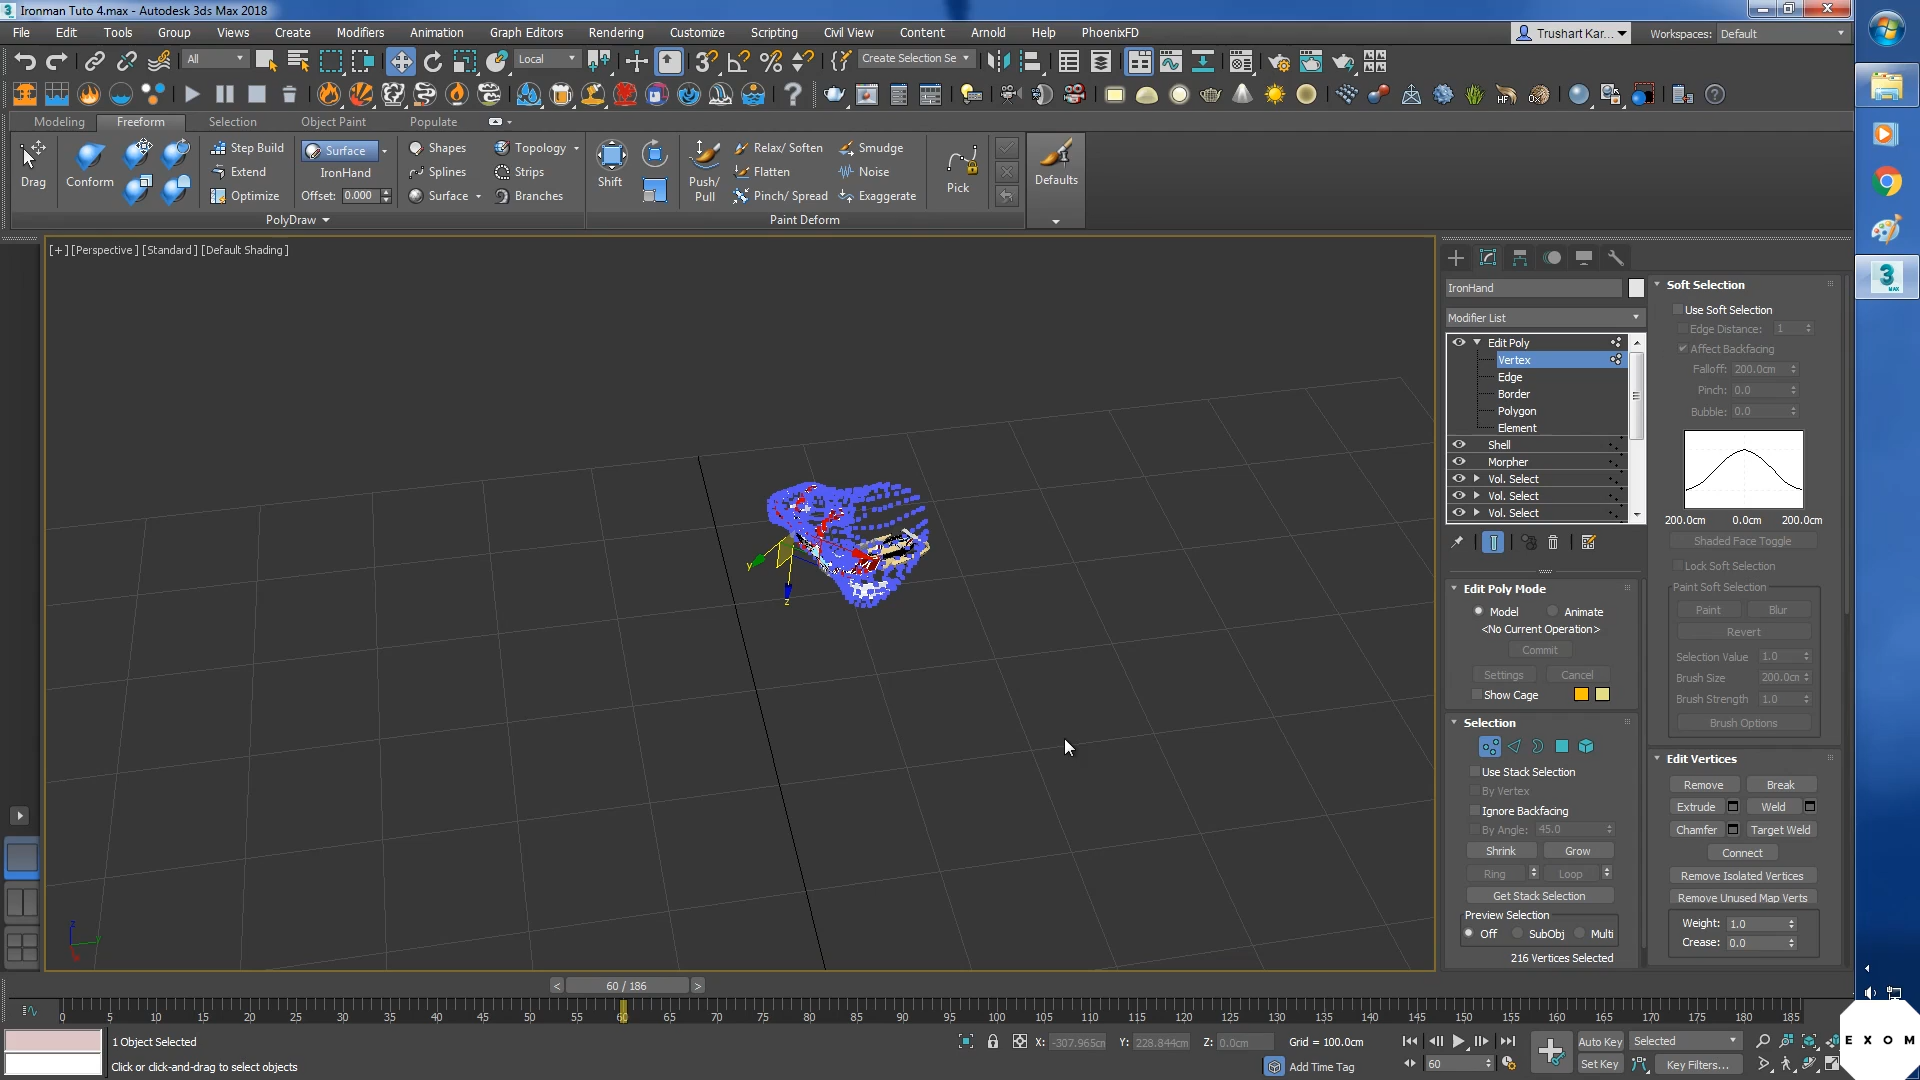 Ironman Tuto 4.max - Autodesk 3ds Max 2018
File Edit Tools Group Views Create Modifiers Animation Graph Editors Rendering Customize Scripting Civil View Content Arnold Help PhoenixFD
Trushart Kar... Workspaces: Default
All Local Create Selection Se
Modeling Freeform Selection Object Paint Populate
Drag Conform Step Build Extend Optimize
Surface IronHand Offset: 0.000
Shapes Splines Surface
Topology Strips Branches
Shift Push/ Pull
Relax/ Soften Flatten Pinch/ Spread
Smudge Noise Exaggerate
Pick Defaults
PolyDraw Paint Deform
[+] [Perspective] [Standard] [Default Shading]
y
z
IronHand
Modifier List
Edit Poly
Vertex
Edge
Border
Polygon
Element
Shell
Morpher
Vol. Select
Vol. Select
Vol. Select
Edit Poly Mode
Model Animate
<No Current Operation>
Commit
Settings Cancel
Show Cage
Selection
Use Stack Selection
By Vertex
Ignore Backfacing
By Angle: 45.0
Shrink Grow
Ring Loop
Get Stack Selection
Preview Selection
Off SubObj Multi
216 Vertices Selected
Soft Selection
Use Soft Selection
Edge Distance: 1
Affect Backfacing
Falloff: 200.0cm
Pinch: 0.0
Bubble: 0.0
200.0cm 0.0cm 200.0cm
Shaded Face Toggle
Lock Soft Selection
Paint Soft Selection
Paint Blur
Revert
Selection Value 1.0
Brush Size 200.0cm
Brush Strength 1.0
Brush Options
Edit Vertices
Remove Break
Extrude Weld
Chamfer Target Weld
Connect
Remove Isolated Vertices
Remove Unused Map Verts
Weight: 1.0
Crease: 0.0
< 60 / 186 >
0 5 10 15 20 25 30 35 40 45 50 55 60 65 70 75 80 85 90 95 100 105 110 115 120 125 130 135 140 145 150 155 160 165 170 175 180 185
1 Object Selected
Click or click-and-drag to select objects
X: -307.965cm Y: 228.844cm Z: 0.0cm Grid = 100.0cm
Add Time Tag
60
Auto Key Selected
Set Key Key Filters...
EXOM